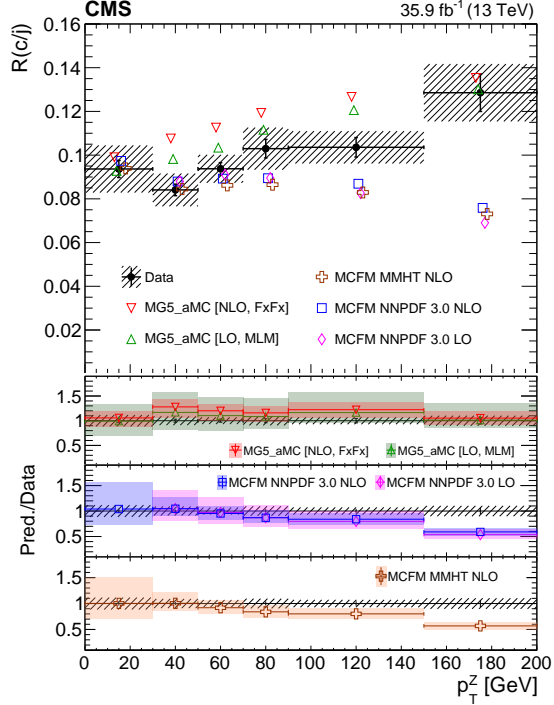 CMS
35.9 fb⁻¹ (13 TeV)
R(c/j)
0.16
0.14
0.12
0.1
0.08
0.06
0.04
0.02
Data
MG5_aMC [NLO, FxFx]
MG5_aMC [LO, MLM]
MCFM MMHT NLO
MCFM NNPDF 3.0 NLO
MCFM NNPDF 3.0 LO
Pred./Data
1.5
1
0.5
MG5_aMC [NLO, FxFx]
MG5_aMC [LO, MLM]
1.5
1
0.5
MCFM NNPDF 3.0 NLO
MCFM NNPDF 3.0 LO
1.5
1
0.5
MCFM MMHT NLO
0 20 40 60 80 100 120 140 160 180 200
p_T^Z [GeV]